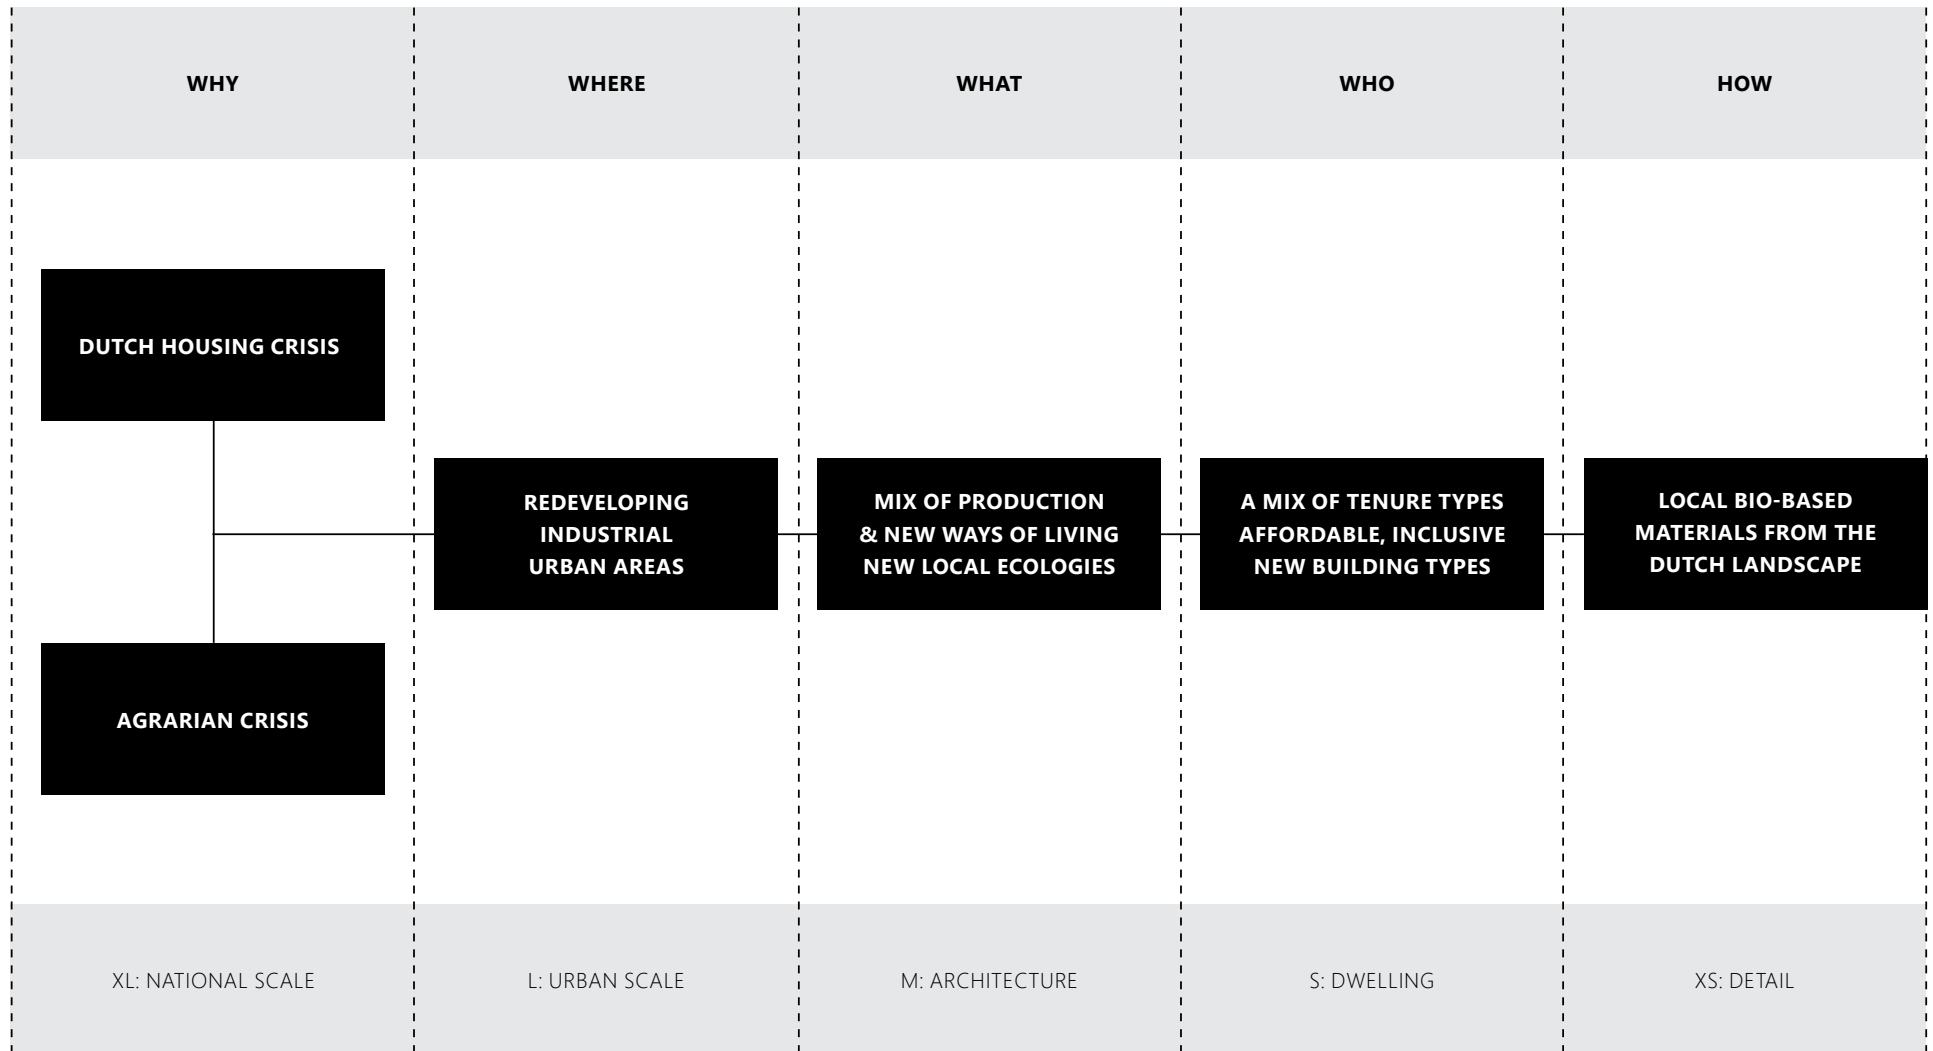 WHY
WHERE
WHAT
WHO
HOW
DUTCH HOUSING CRISIS
AGRARIAN CRISIS
REDEVELOPING
INDUSTRIAL
URBAN AREAS
MIX OF PRODUCTION
& NEW WAYS OF LIVING
NEW LOCAL ECOLOGIES
A MIX OF TENURE TYPES
AFFORDABLE, INCLUSIVE
NEW BUILDING TYPES
LOCAL BIO-BASED
MATERIALS FROM THE
DUTCH LANDSCAPE
XL: NATIONAL SCALE
L: URBAN SCALE
M: ARCHITECTURE
S: DWELLING
XS: DETAIL